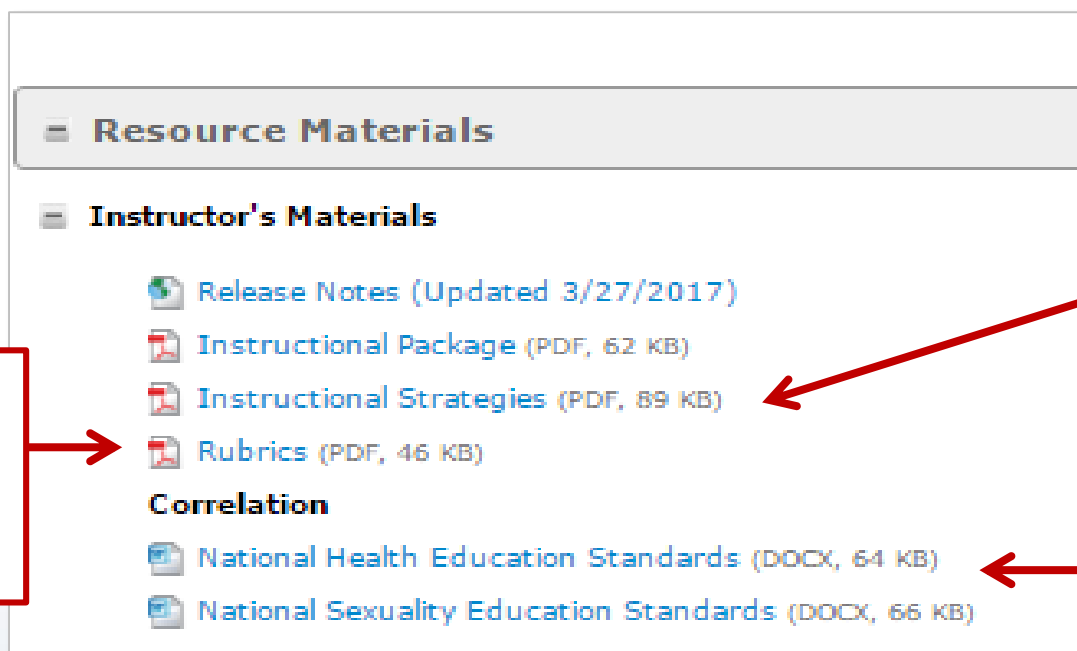 Resource Materials
Instructor's Materials
Release Notes (Updated 3/27/2017)
Instructional Package (PDF, 62 KB)
Instructional Strategies (PDF, 89 KB)
Rubrics (PDF, 46 KB)
Correlation
National Health Education Standards (DOCX, 64 KB)
National Sexuality Education Standards (DOCX, 66 KB)